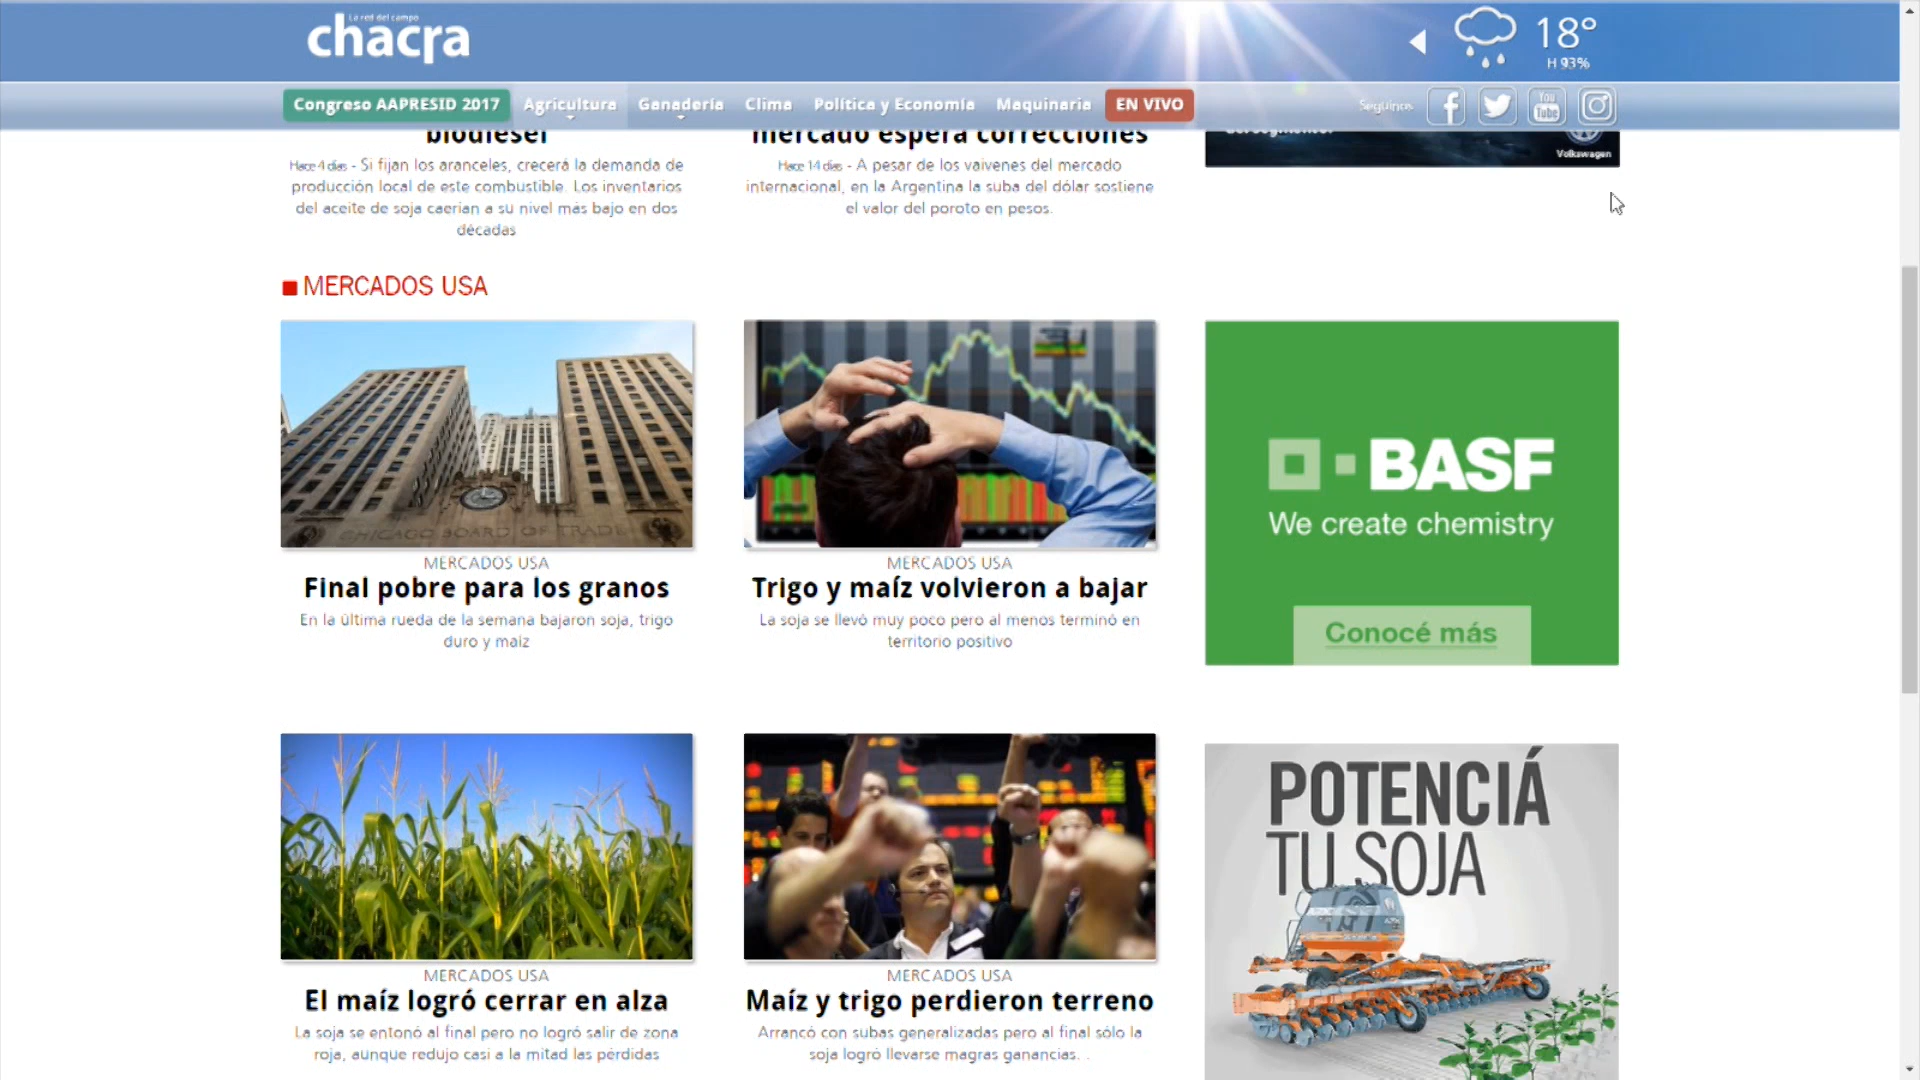 La red del campo
chacra
18°
H 93%
Congreso AAPRESID 2017
Agricultura
Ganadería
Clima
Política y Economía
Maquinaria
EN VIVO
Seguinos
You
Tube
biodiesel
Hace 4 días - Si fijan los aranceles, crecerá la demanda de
producción local de este combustible. Los inventarios
del aceite de soja caerían a su nivel más bajo en dos
décadas
mercado espera correcciones
Hace 14 días - A pesar de los vaivenes del mercado
internacional, en la Argentina la suba del dólar sostiene
el valor del poroto en pesos.
Volkswagen
MERCADOS USA
CHICAGO BOARD OF TRADE
MERCADOS USA
Final pobre para los granos
En la última rueda de la semana bajaron soja, trigo
duro y maíz
MERCADOS USA
Trigo y maíz volvieron a bajar
La soja se llevó muy poco pero al menos terminó en
territorio positivo
BASF
We create chemistry
Conocé más
MERCADOS USA
El maíz logró cerrar en alza
La soja se entonó al final pero no logró salir de zona
roja, aunque redujo casi a la mitad las pérdidas
MERCADOS USA
Maíz y trigo perdieron terreno
Arrancó con subas generalizadas pero al final sólo la
soja logró llevarse magras ganancias. .
POTENCIÁ
TU SOJA